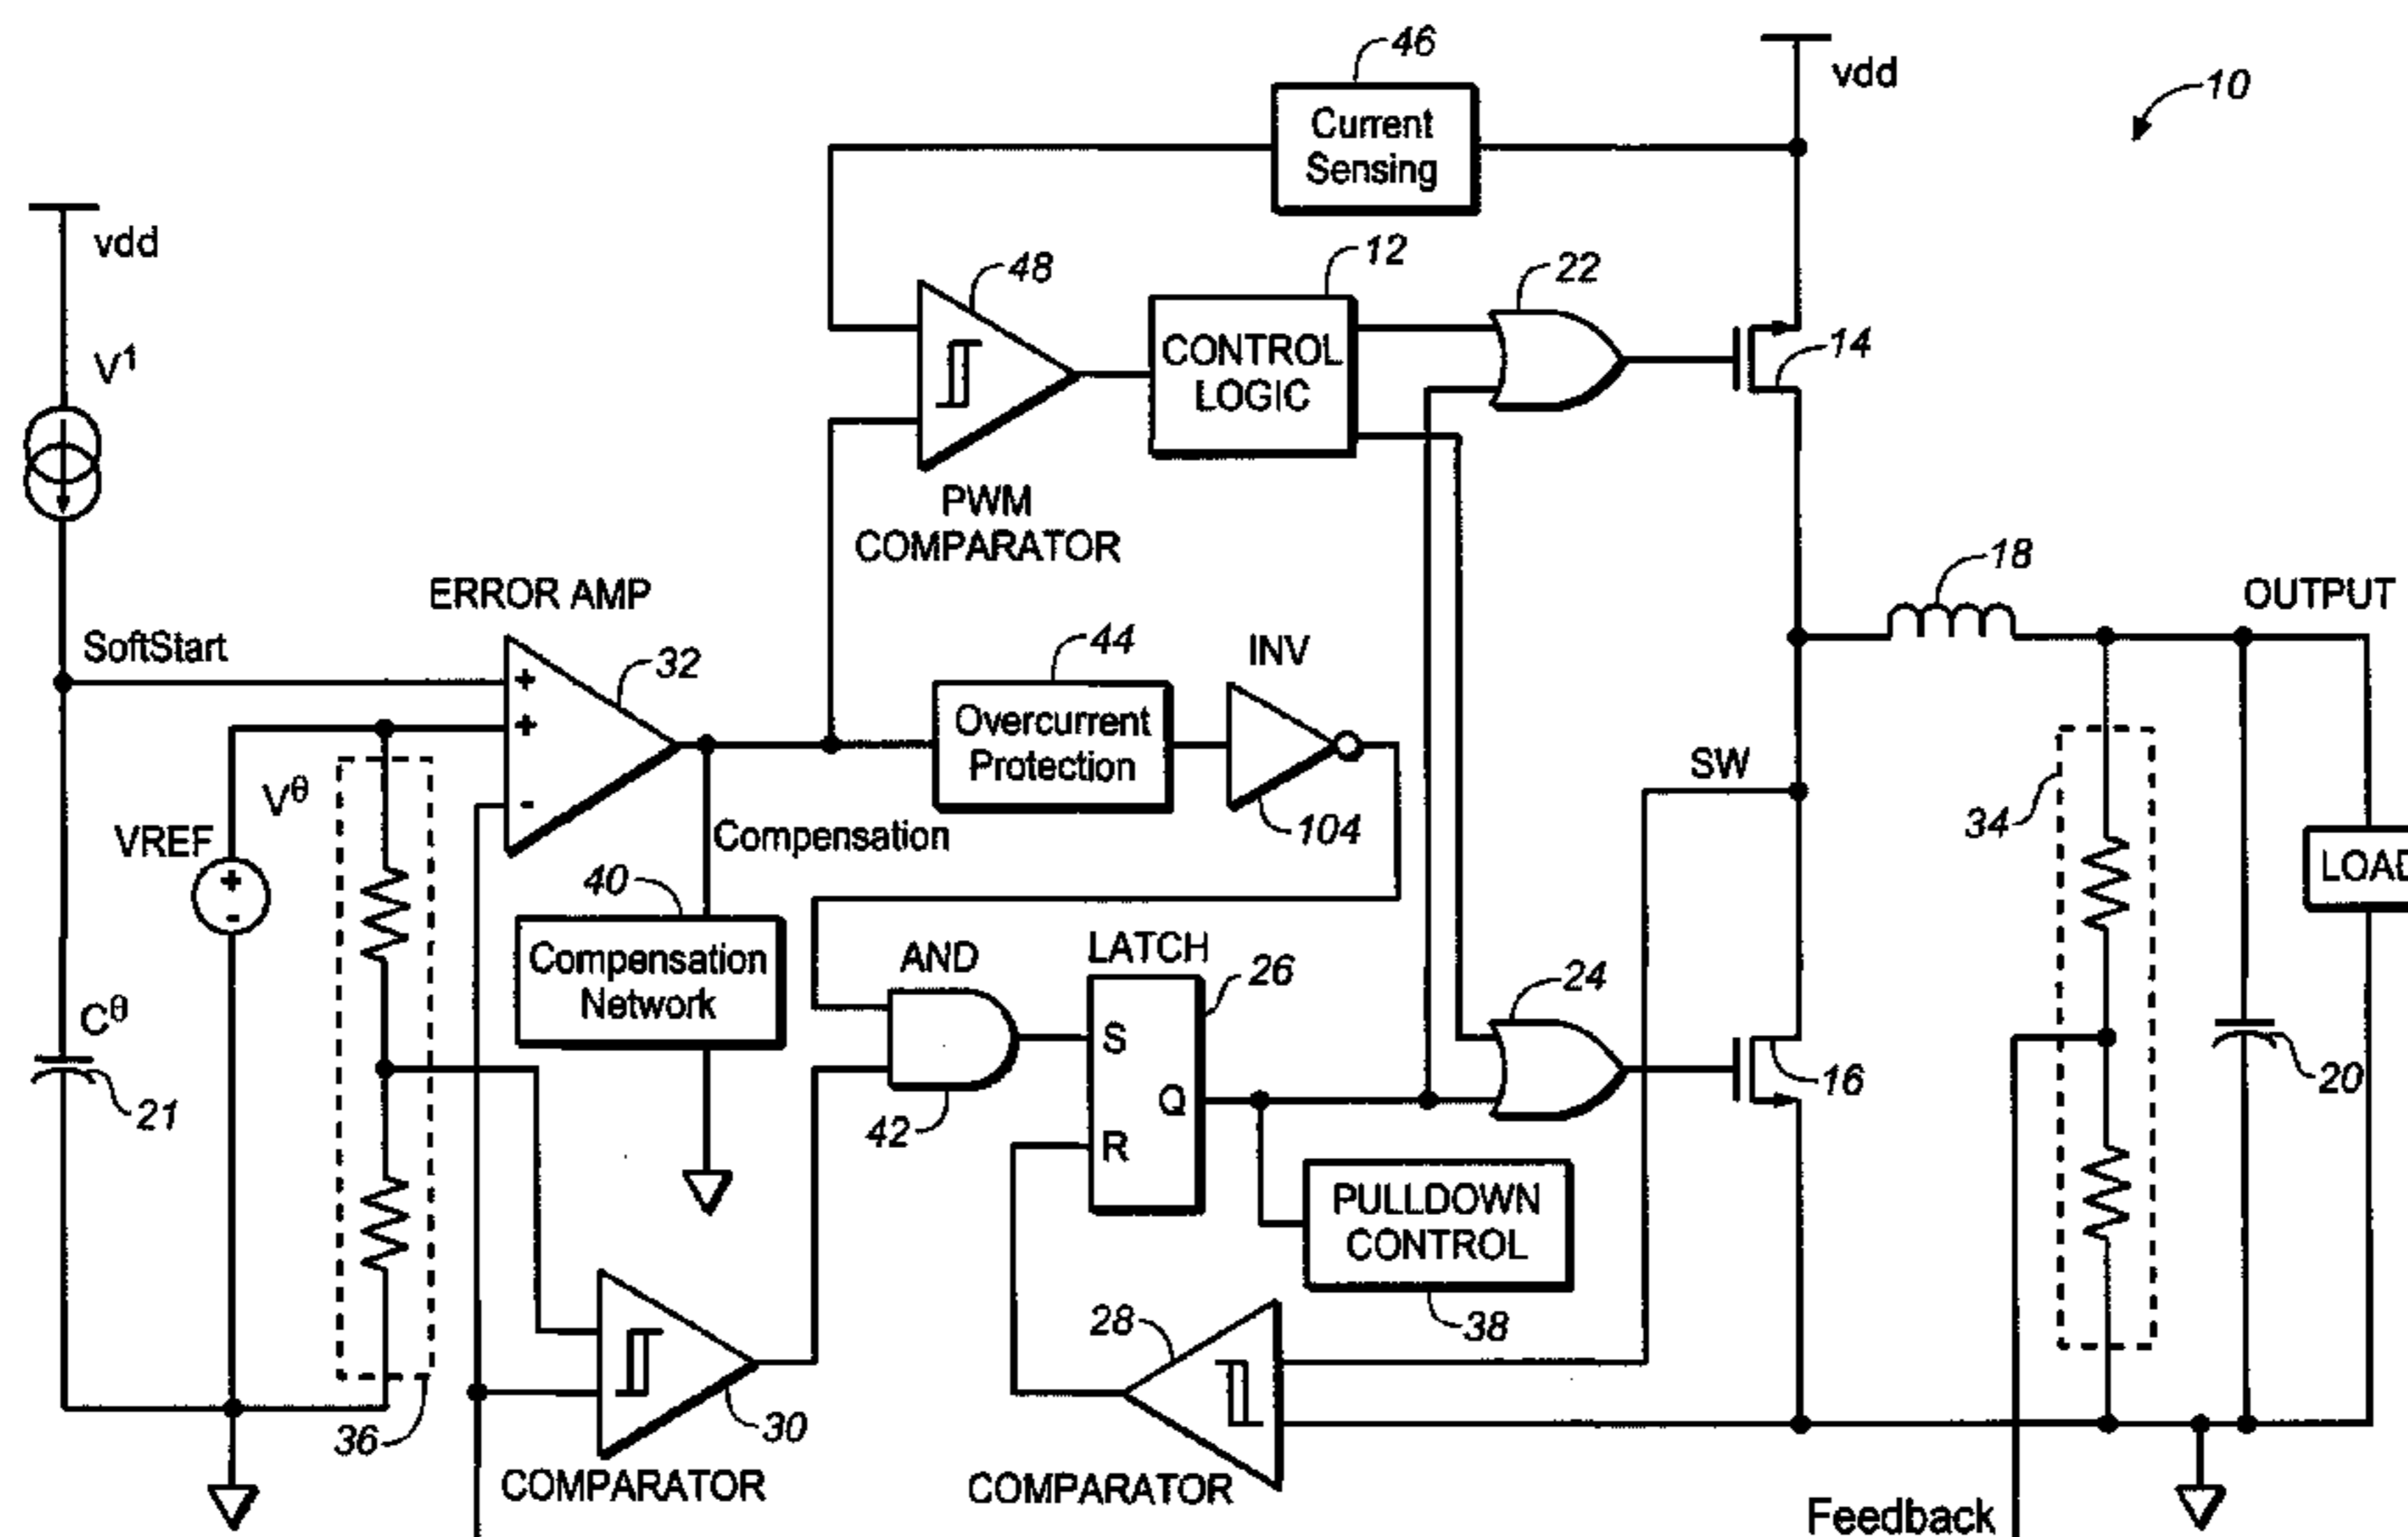 46
vdd
10
Current
Sensing
vdd
48
12
22
V1
CONTROL
LOGIC
14
PWM
COMPARATOR
18
OUTPUT
ERROR AMP
SoftStart
32
44
INV
Overcurrent
Protection
SW
+
+
-
Vθ
VREF
+
-
34
104
Compensation
40
LOAD
Compensation
Network
AND
LATCH
26
24
Cθ
S
Q
R
16
20
21
42
PULLDOWN
CONTROL
28
38
30
36
COMPARATOR
COMPARATOR
Feedback